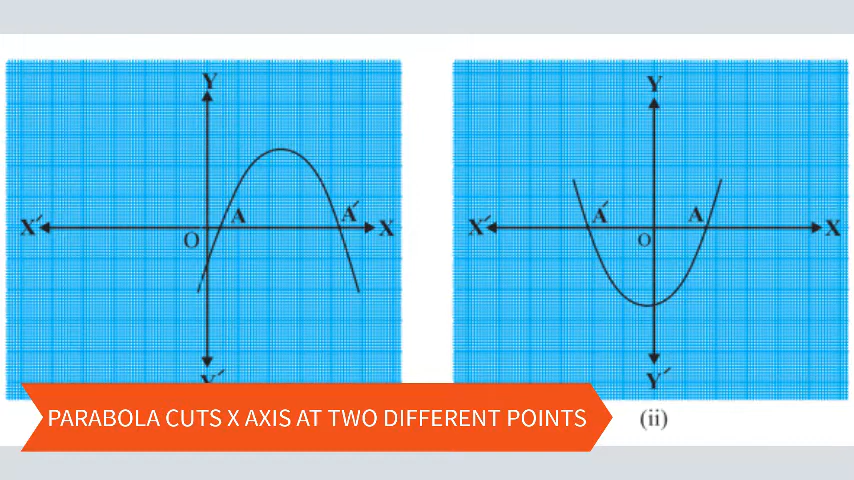 Y
X′ O A A′ X
Y′
Y
X′ A′ O A X
Y′
(ii)
PARABOLA CUTS X AXIS AT TWO DIFFERENT POINTS